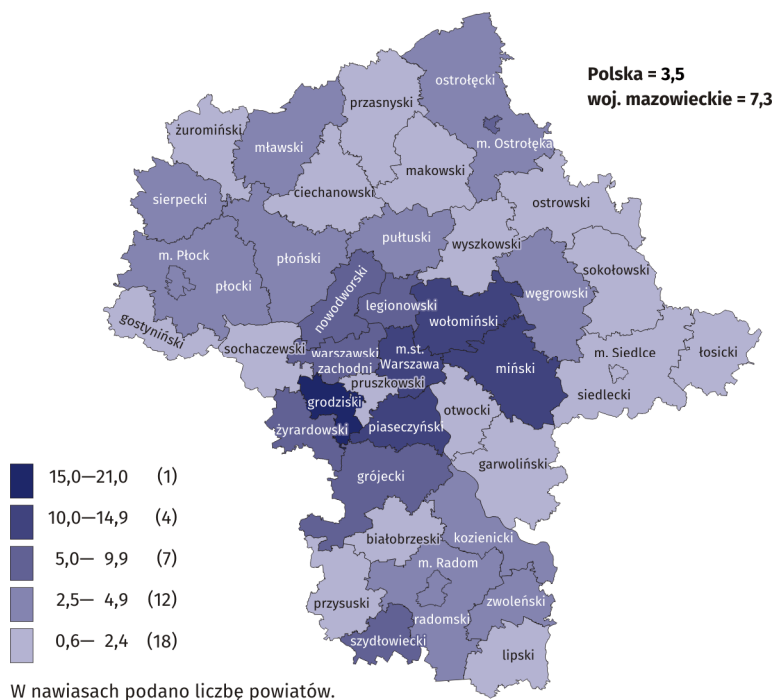 ostrołęcki
Polska = 3,5
woj. mazowieckie = 7,3
przasnyski
żuromiński
m. Ostrołęka
mławski
makowski
ciechanowski
sierpecki
ostrowski
pułtuski
wyszkowski
m. Płock
płoński
sokołowski
płocki
węgrowski
nowodworski
legionowski
wołomiński
gostyniński
sochaczewski
warszawski
zachodni
m.st.
Warszawa
m. Siedlce
łosicki
miński
pruszkowski
siedlecki
grodziski
otwocki
żyrardowski
piaseczyński
garwoliński
grójecki
15,0—21,0 (1)
10,0—14,9 (4)
5,0— 9,9 (7)
2,5— 4,9 (12)
0,6— 2,4 (18)
białobrzeski
kozienicki
m. Radom
przysuski
zwoleński
radomski
szydłowiecki
lipski
W nawiasach podano liczbę powiatów.